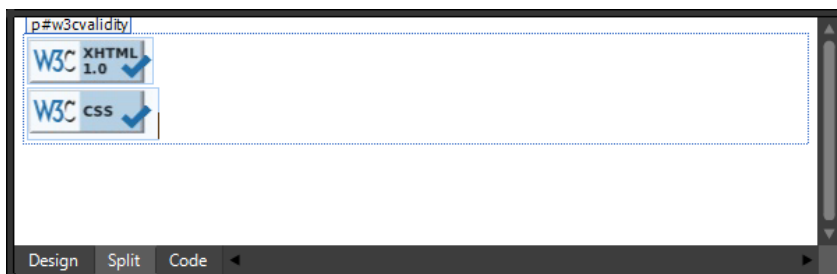 p#w3cvalidity
W3C XHTML
1.0
W3C CSS
Design Split Code